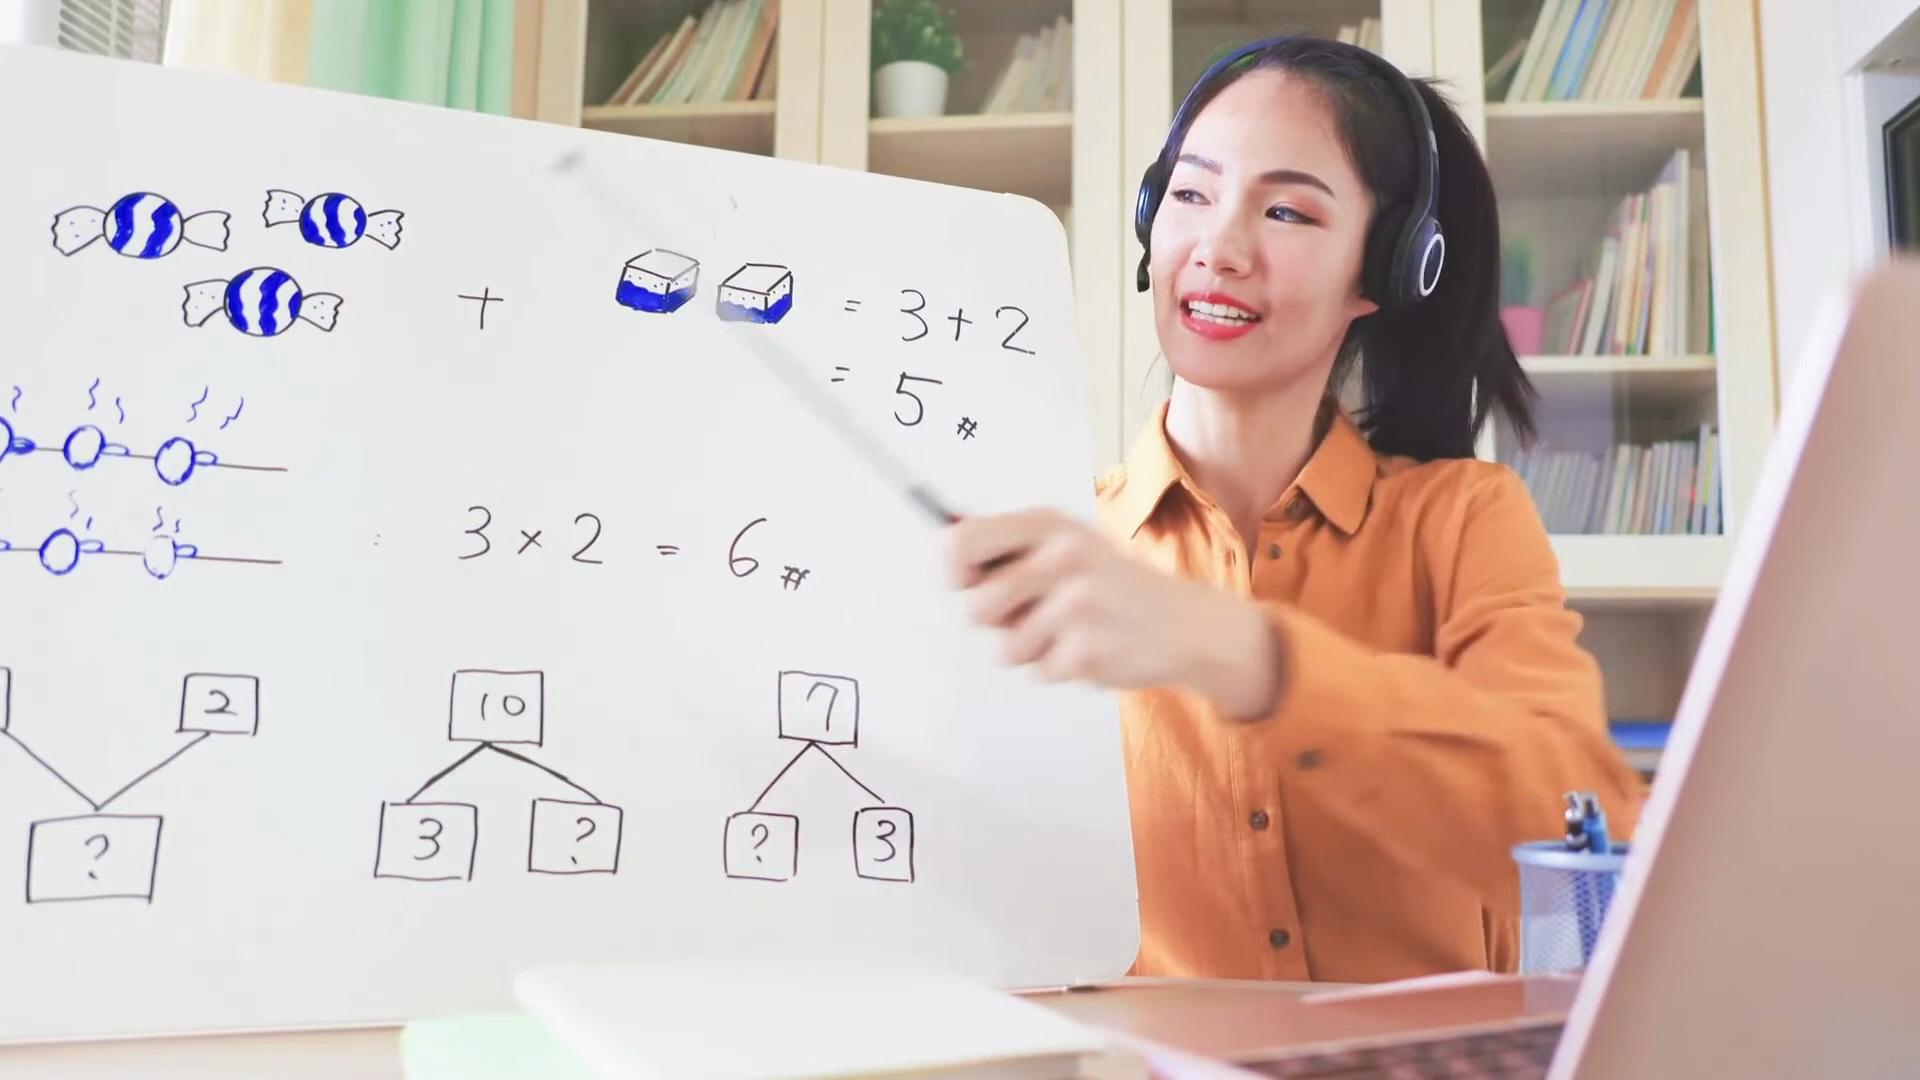 + = 3+2
= 5 #
: 3 × 2 = 6 #
2 10 7
? 3 ? ? 3